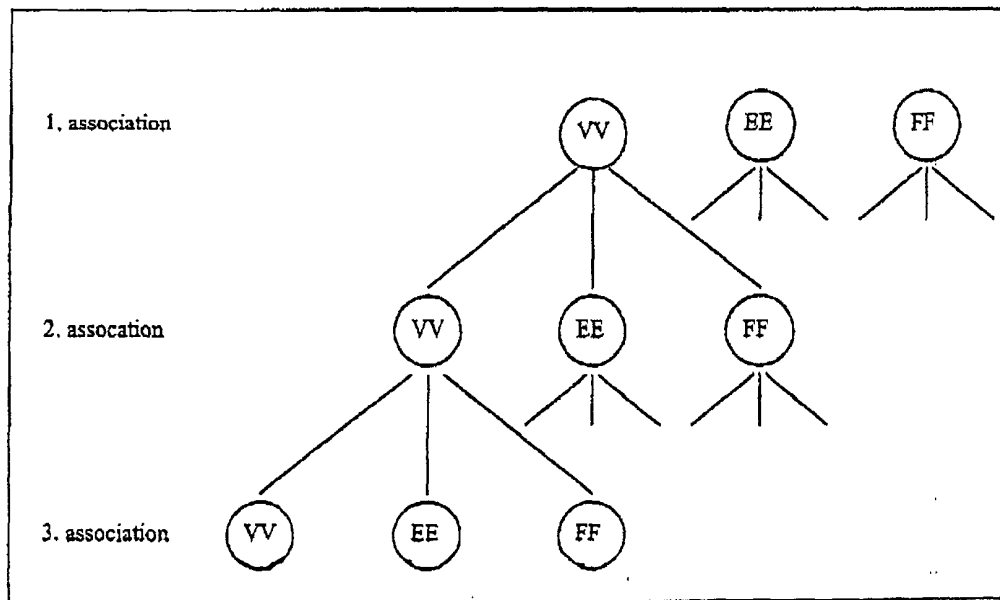 1. association VV EE FF
2. assocation VV EE FF
3. association VV EE FF